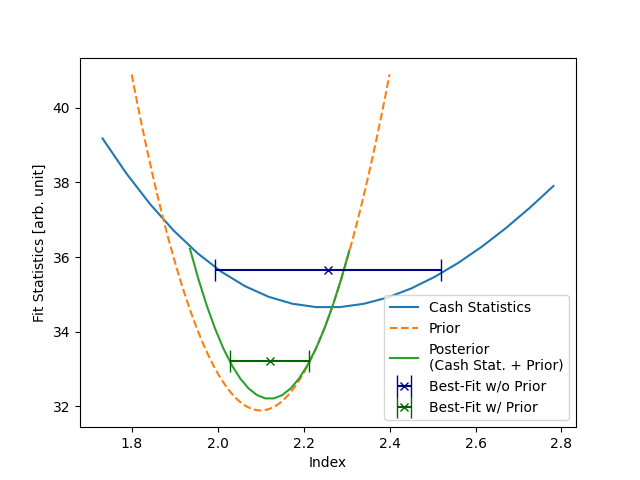 40
38
36
34
32
Fit Statistics [arb. unit]
1.8
2.0
2.2
2.4
2.6
2.8
Index
Cash Statistics
Prior
Posterior
(Cash Stat. + Prior)
Best-Fit w/o Prior
Best-Fit w/ Prior